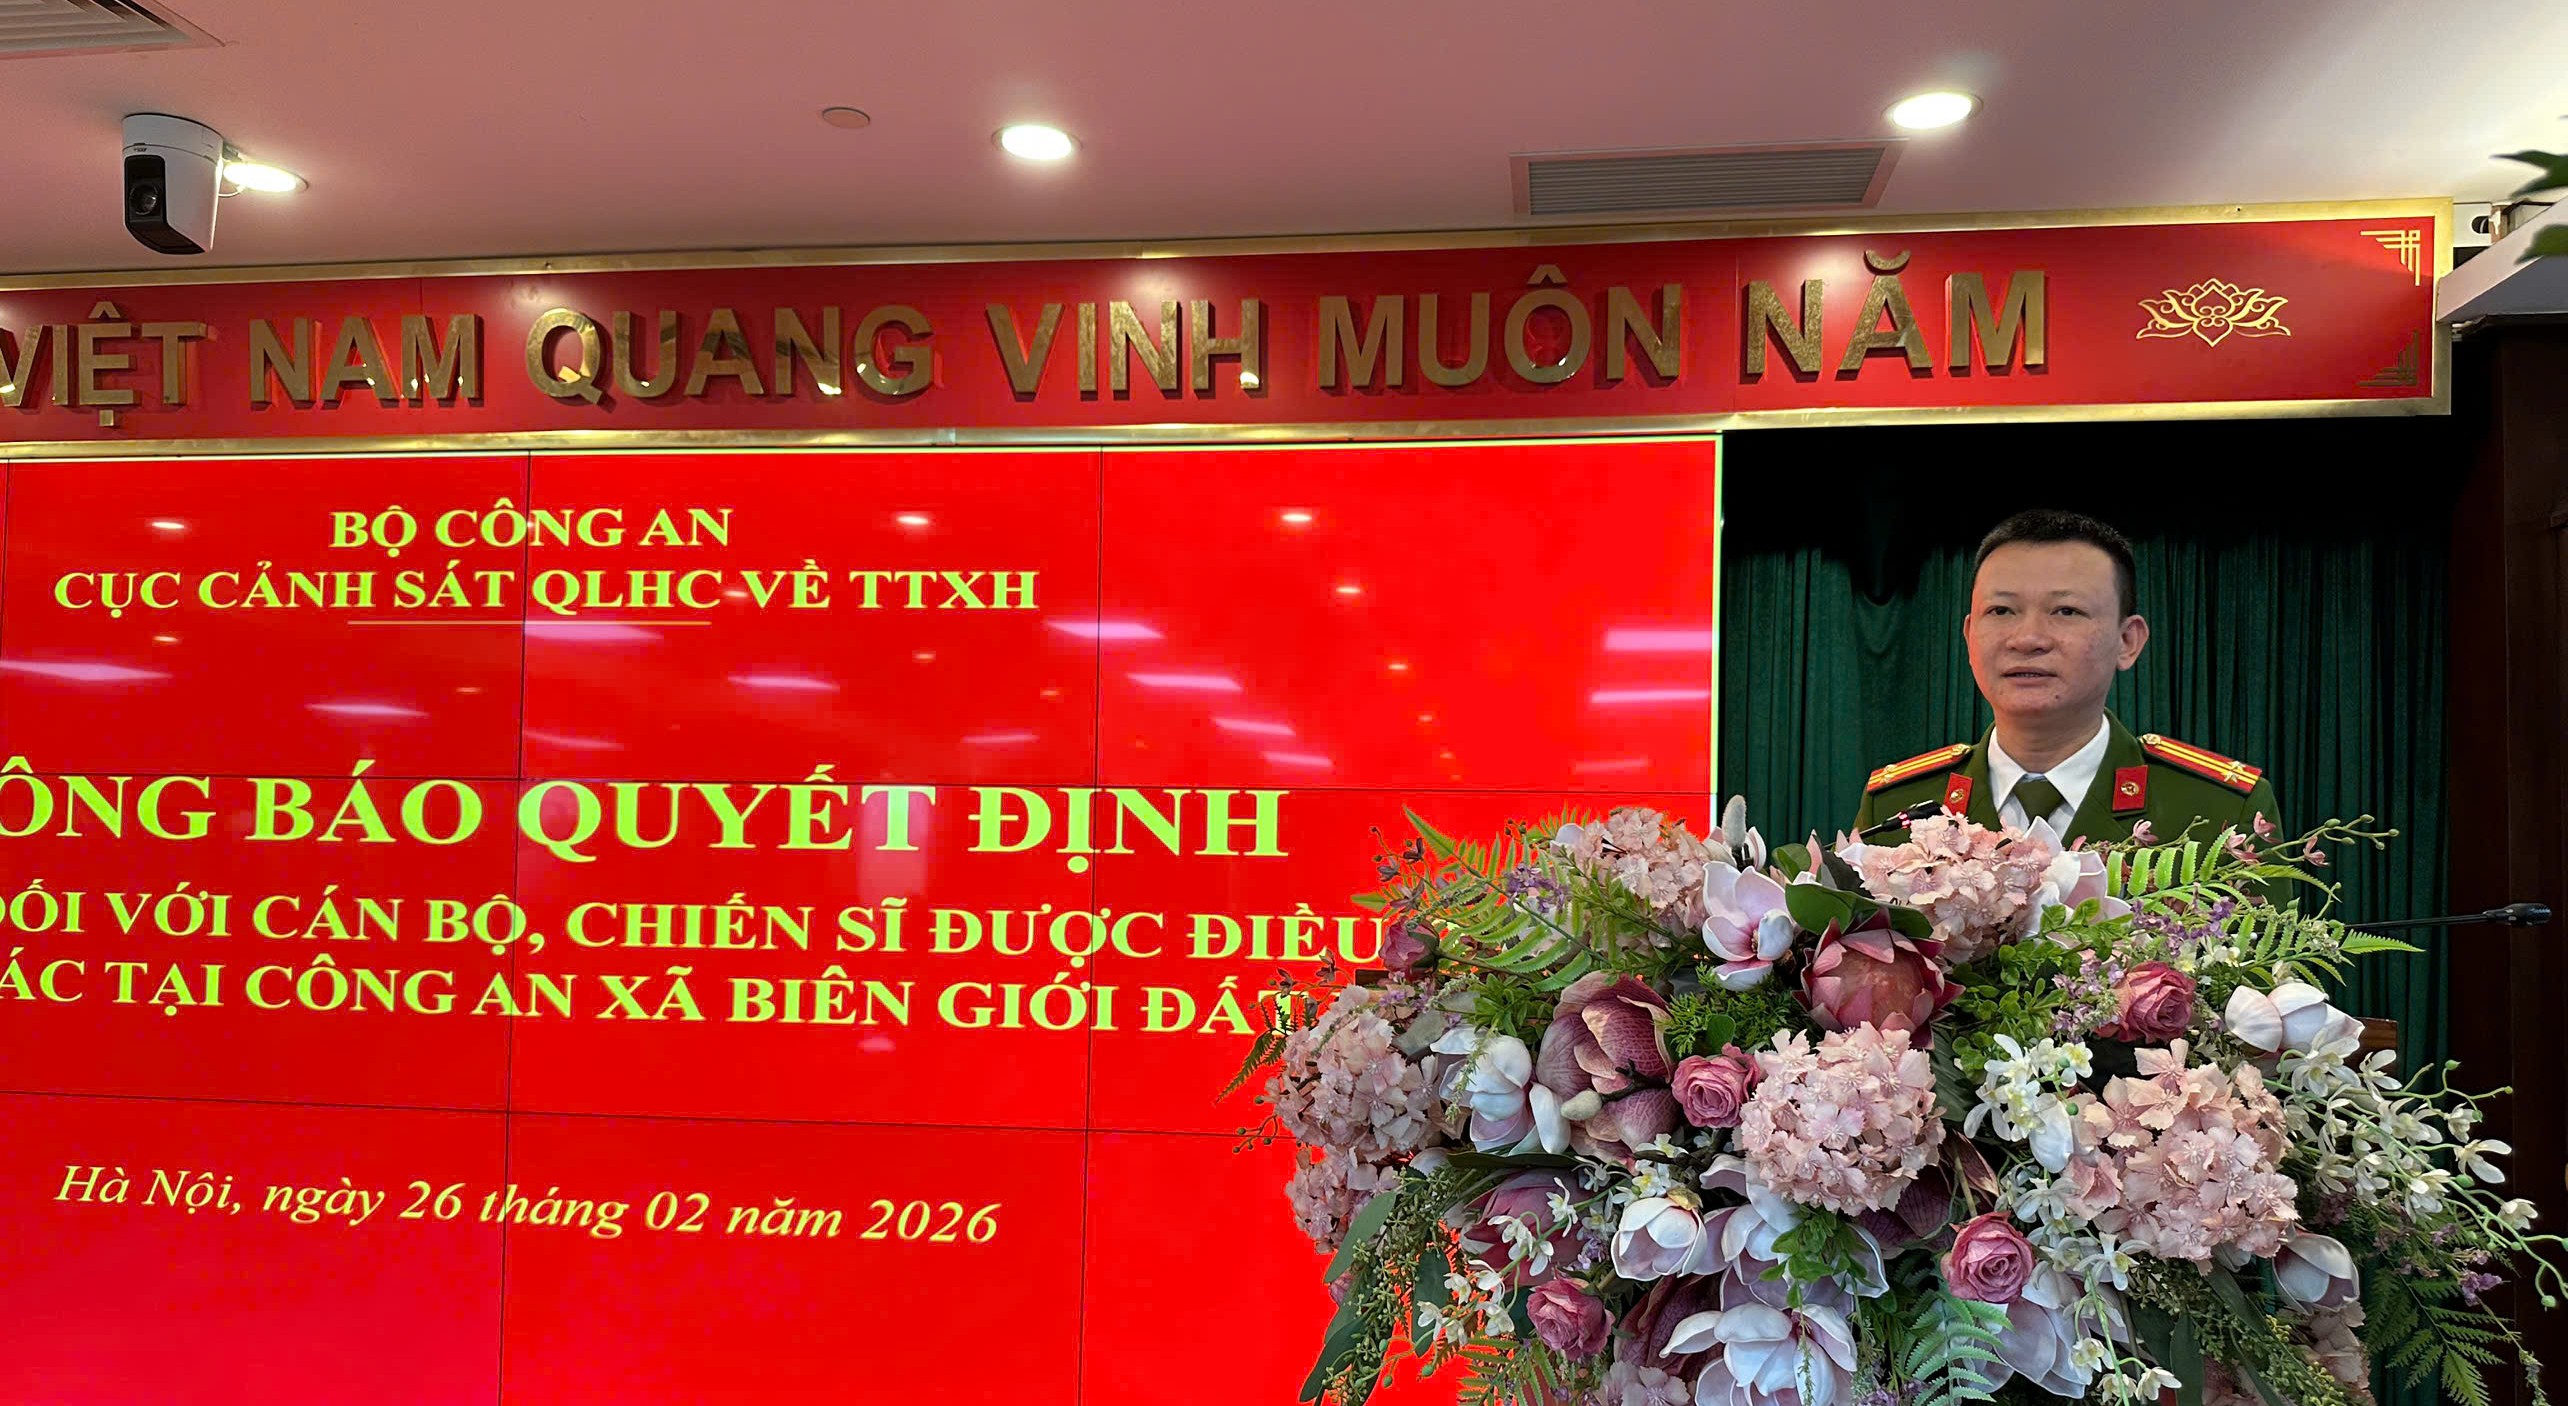 VIỆT NAM QUANG VINH MUÔN NĂM
BỘ CÔNG AN
CỤC CẢNH SÁT QLHC VỀ TTXH
ÔNG BÁO QUYẾT ĐỊNH
ĐỐI VỚI CÁN BỘ, CHIẾN SĨ ĐƯỢC ĐIỀU
ÁC TẠI CÔNG AN XÃ BIÊN GIỚI ĐẤ
Hà Nội, ngày 26 tháng 02 năm 2026